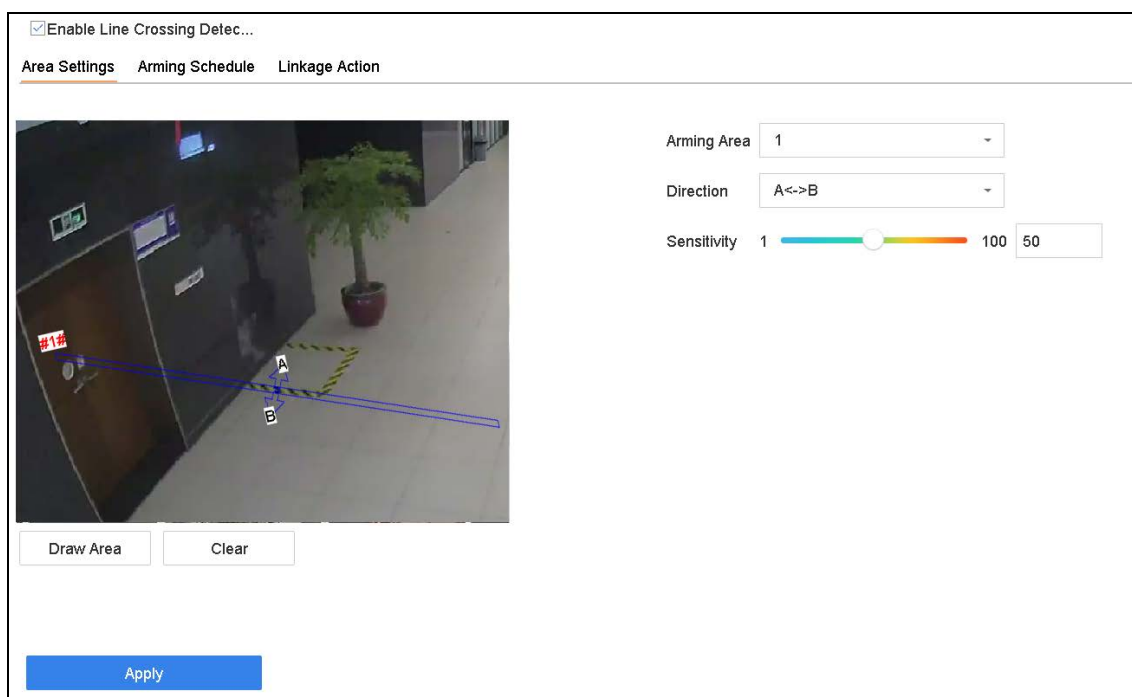 Enable Line Crossing Detec...
Area Settings Arming Schedule Linkage Action
Arming Area 1
Direction A<->B
Sensitivity 1 100 50
#1#
A
B
Draw Area Clear
Apply